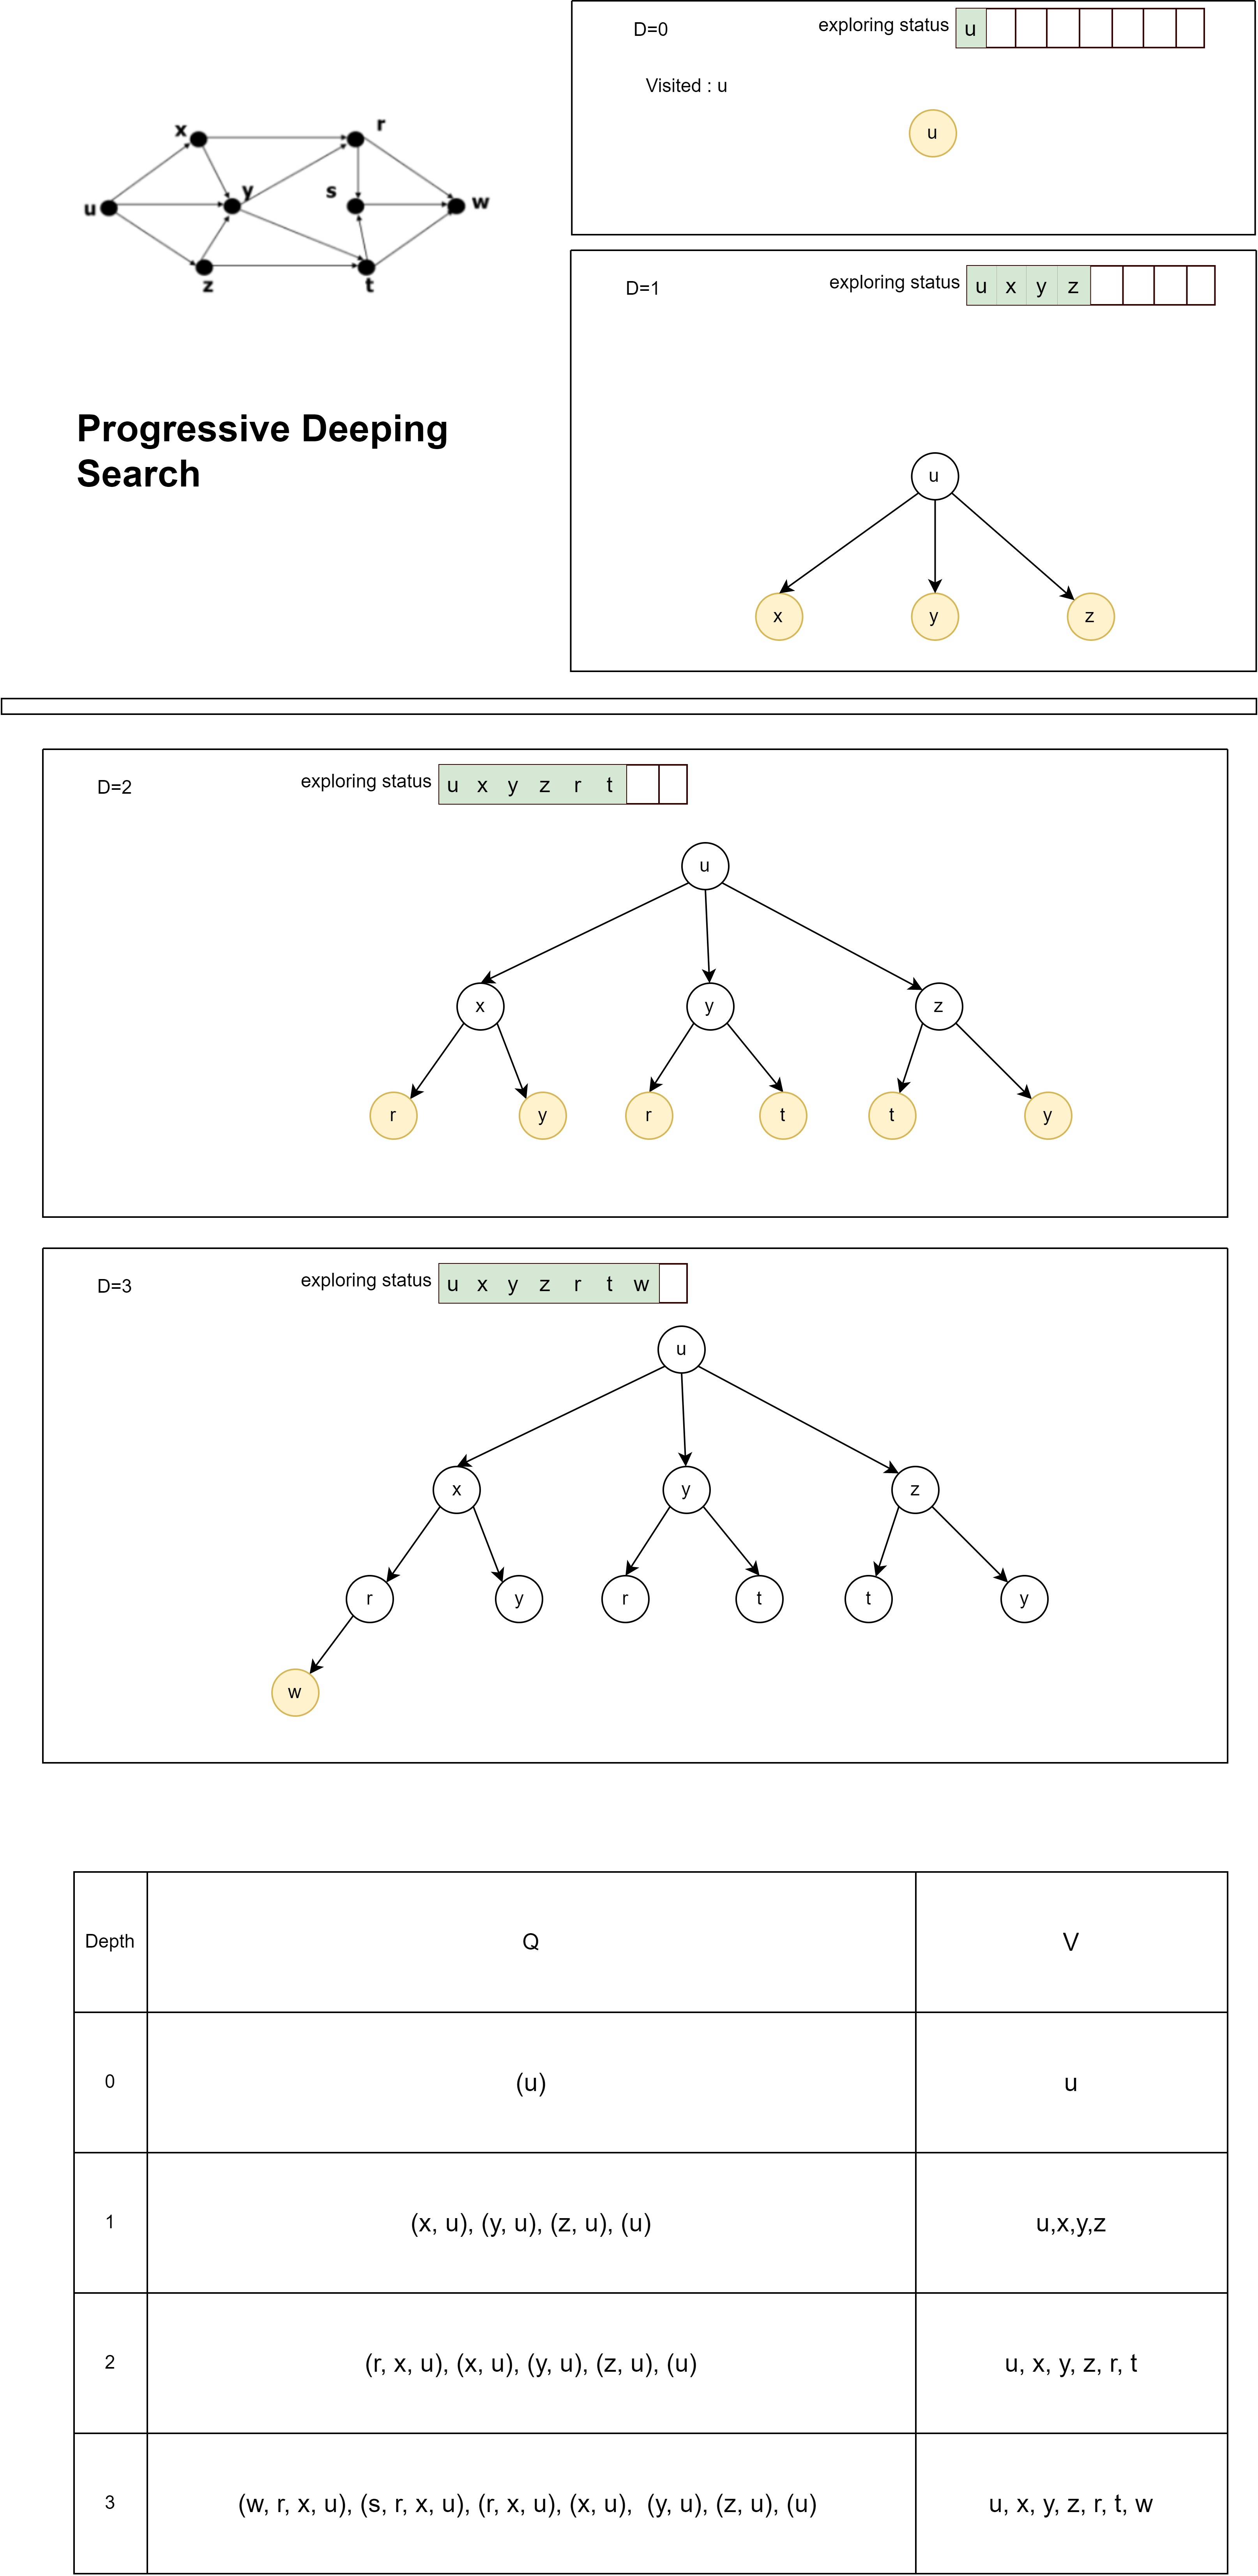 x
r
y
s
u
w
z
t
Progressive Deeping
Search
D=0
exploring status
u
Visited : u
u
D=1
exploring status
u x y z
u
x y z
D=2
exploring status
u x y z r t
u
x y z
r y r t t y
D=3
exploring status
u x y z r t w
u
x y z
r y r t t y
w
Depth Q V
0 (u) u
1 (x, u), (y, u), (z, u), (u) u,x,y,z
2 (r, x, u), (x, u), (y, u), (z, u), (u) u, x, y, z, r, t
3 (w, r, x, u), (s, r, x, u), (r, x, u), (x, u), (y, u), (z, u), (u) u, x, y, z, r, t, w